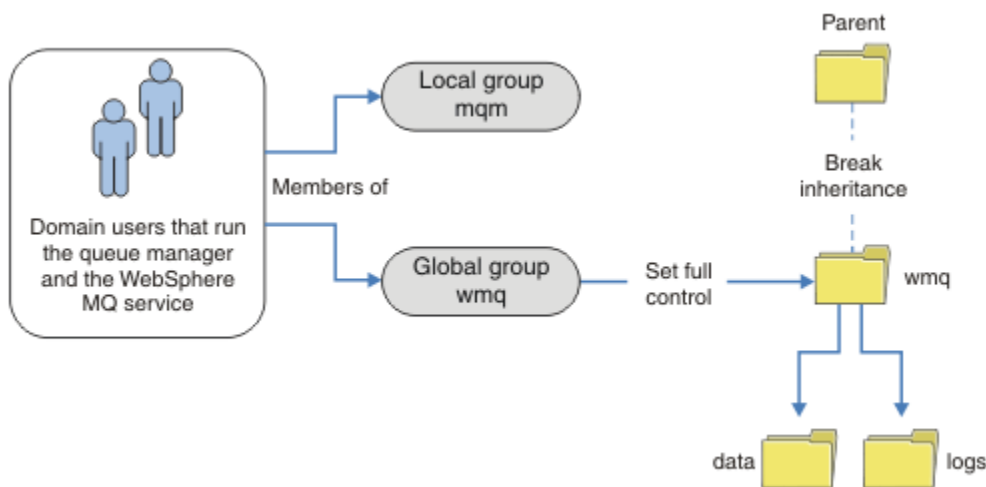 Parent
Local group
mqm
Members of
Break
inheritance
Domain users that run
the queue manager
and the WebSphere
MQ service
Global group
wmq
Set full
control
wmq
data
logs